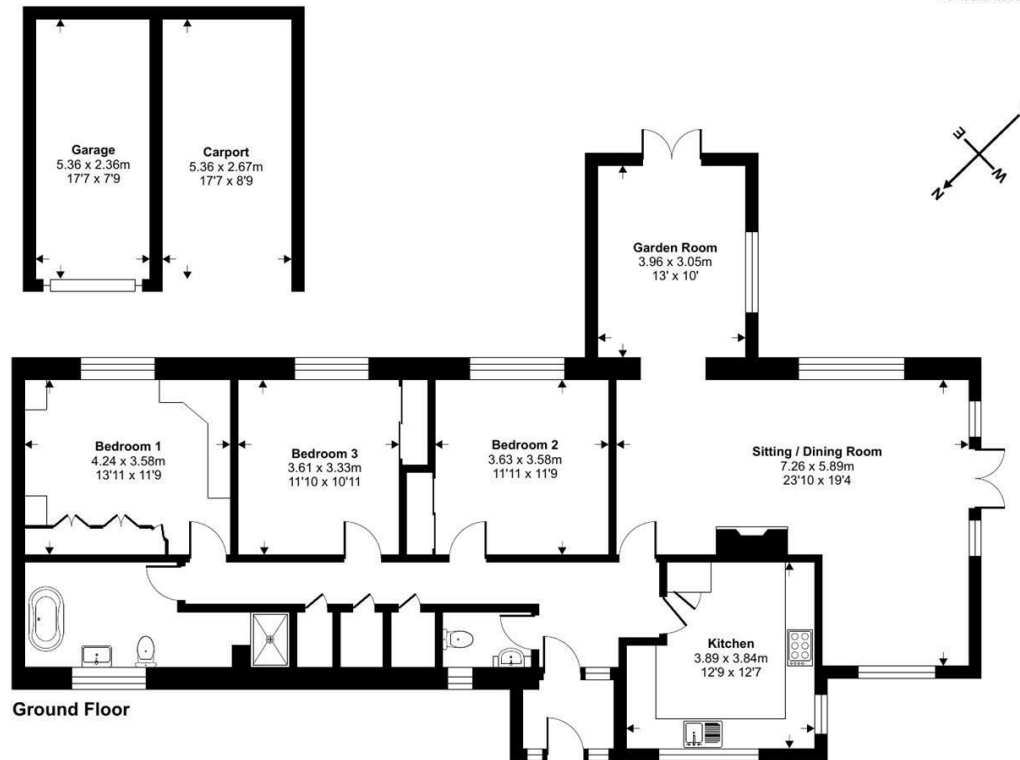 Garage
5.36 x 2.36m
17'7 x 7'9
Carport
5.36 x 2.67m
17'7 x 8'9
E
W
N
Garden Room
3.96 x 3.05m
13' x 10'
Bedroom 1
4.24 x 3.58m
13'11 x 11'9
Bedroom 3
3.61 x 3.33m
11'10 x 10'11
Bedroom 2
3.63 x 3.58m
11'11 x 11'9
Sitting / Dining Room
7.26 x 5.89m
23'10 x 19'4
Kitchen
3.89 x 3.84m
12'9 x 12'7
Ground Floor